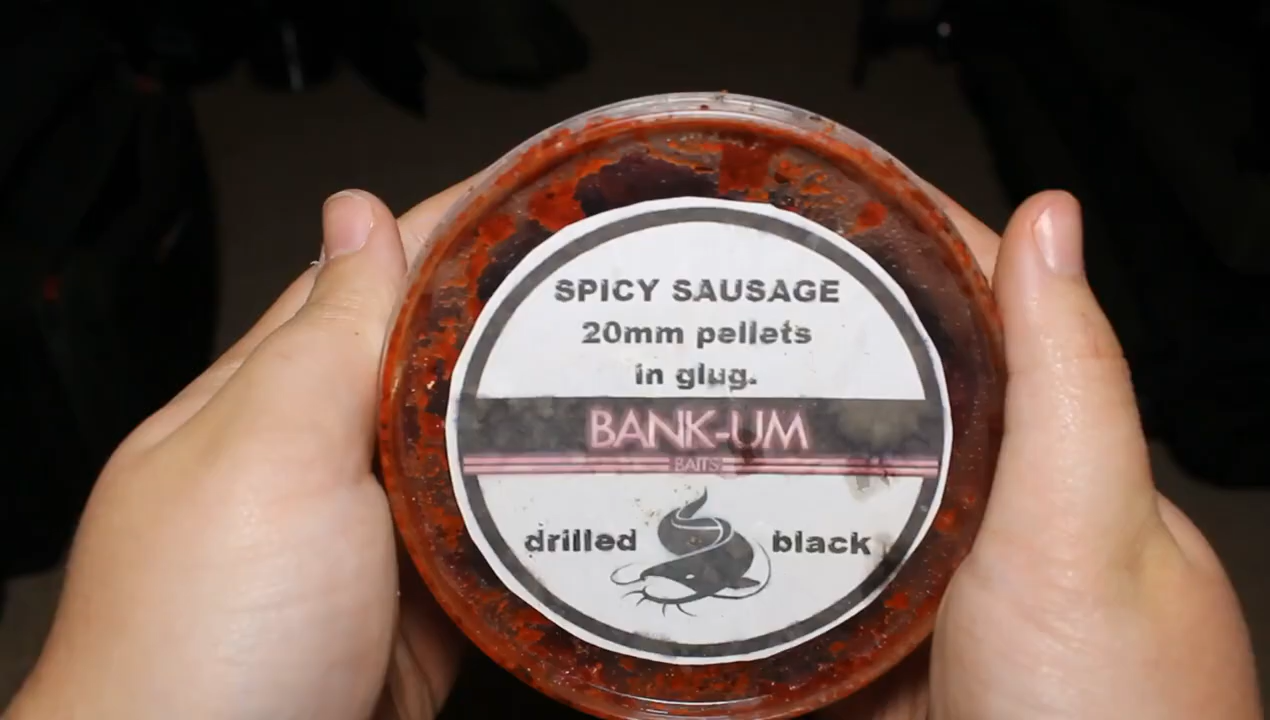 SPICY SAUSAGE
20mm pellets
in glug.
BANK-UM
BAITS
drilled black